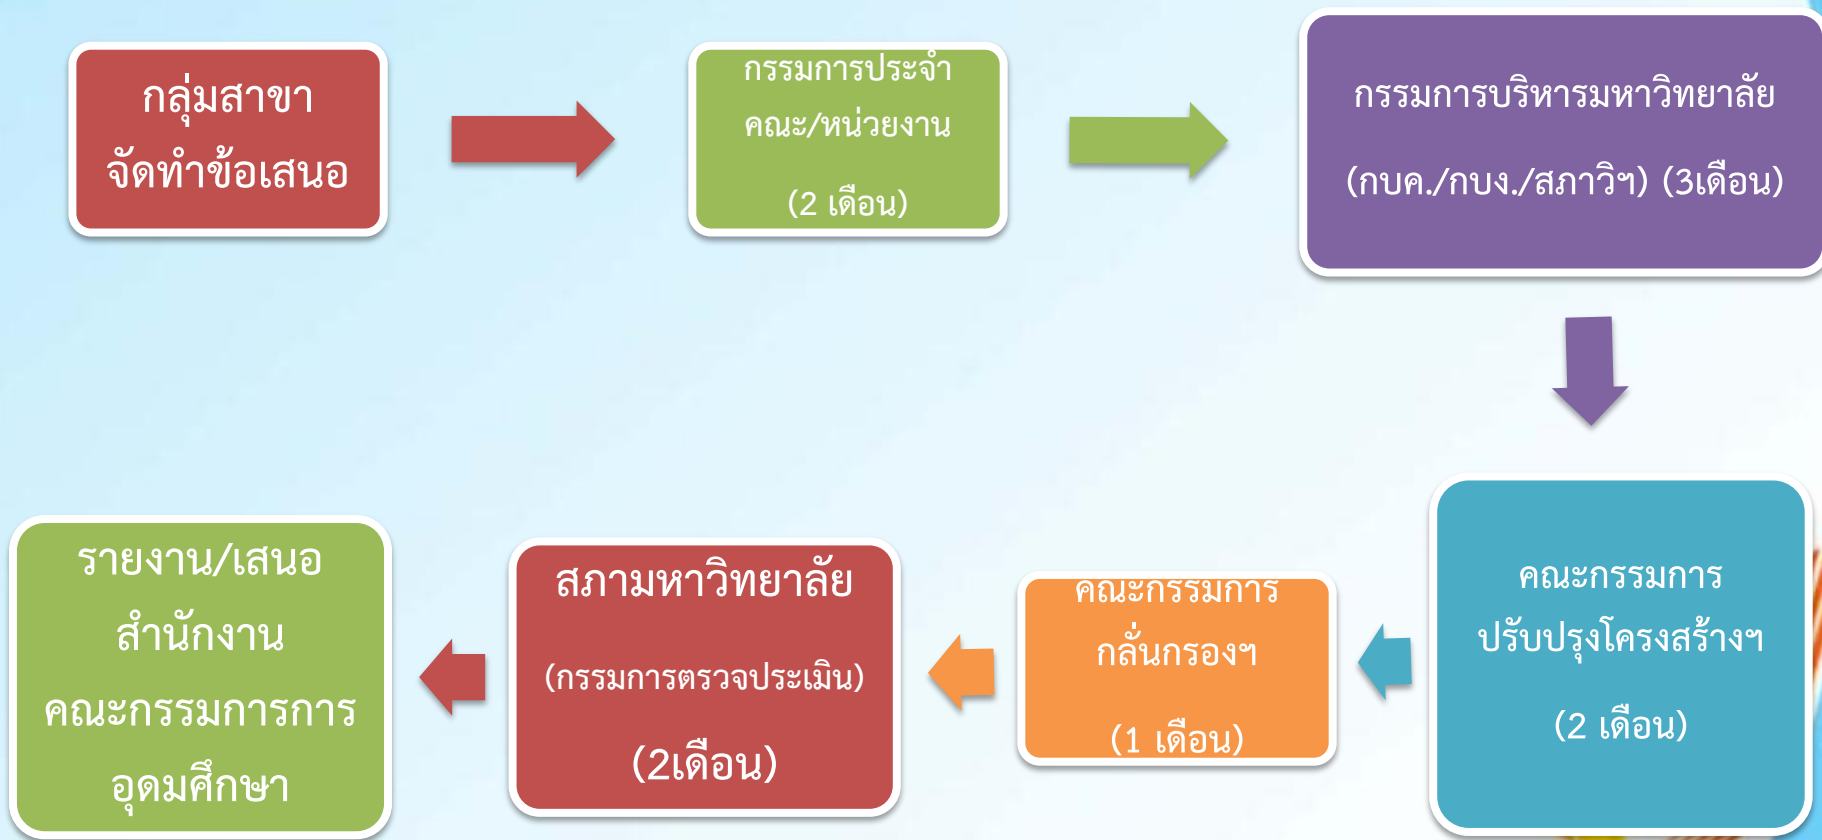 กลุ่มสาขา
จัดทำข้อเสนอ
กรรมการประจำ
คณะ/หน่วยงาน
(2 เดือน)
กรรมการบริหารมหาวิทยาลัย
(กบค./กบง./สภาวิฯ) (3เดือน)
คณะกรรมการ
ปรับปรุงโครงสร้างฯ
(2 เดือน)
คณะกรรมการ
กลั่นกรองฯ
(1 เดือน)
สภามหาวิทยาลัย
(กรรมการตรวจประเมิน)
(2เดือน)
รายงาน/เสนอ
สำนักงาน
คณะกรรมการการ
อุดมศึกษา